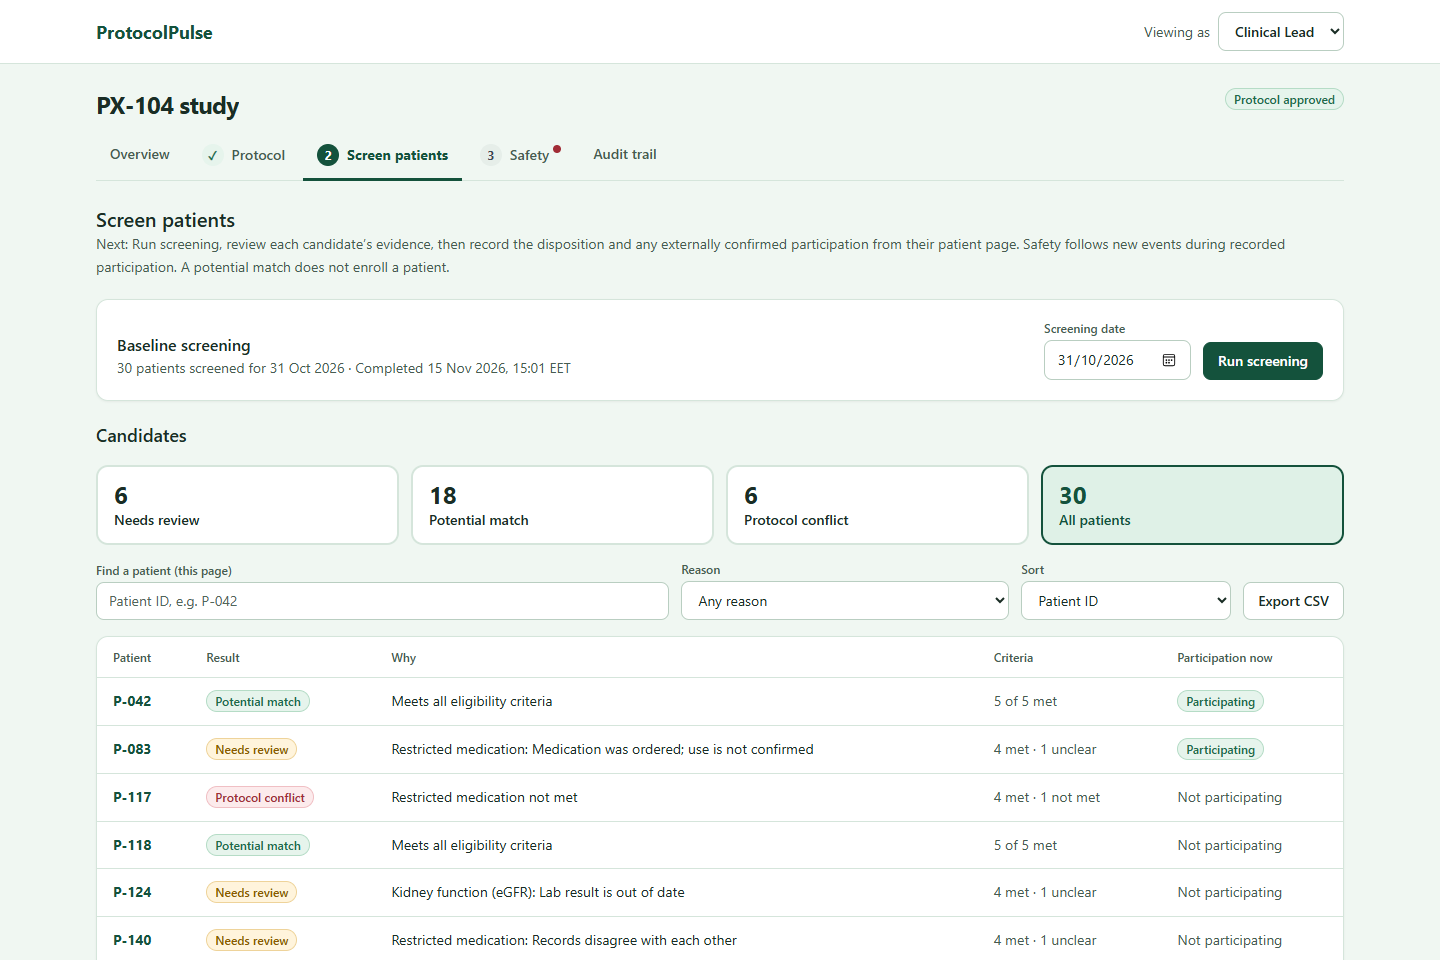 ProtocolPulse
Viewing as Clinical Lead
PX-104 study
Protocol approved
Overview ✓ Protocol 2 Screen patients 3 Safety Audit trail
Screen patients
Next: Run screening, review each candidate's evidence, then record the disposition and any externally confirmed participation from their patient page. Safety follows new events during recorded
participation. A potential match does not enroll a patient.
Baseline screening
30 patients screened for 31 Oct 2026 · Completed 15 Nov 2026, 15:01 EET
Screening date
31/10/2026
Run screening
Candidates
6
Needs review
18
Potential match
6
Protocol conflict
30
All patients
Find a patient (this page)
Patient ID, e.g. P-042
Reason
Any reason
Sort
Patient ID
Export CSV
Patient Result Why Criteria Participation now
P-042 Potential match Meets all eligibility criteria 5 of 5 met Participating
P-083 Needs review Restricted medication: Medication was ordered; use is not confirmed 4 met · 1 unclear Participating
P-117 Protocol conflict Restricted medication not met 4 met · 1 not met Not participating
P-118 Potential match Meets all eligibility criteria 5 of 5 met Not participating
P-124 Needs review Kidney function (eGFR): Lab result is out of date 4 met · 1 unclear Not participating
P-140 Needs review Restricted medication: Records disagree with each other 4 met · 1 unclear Not participating